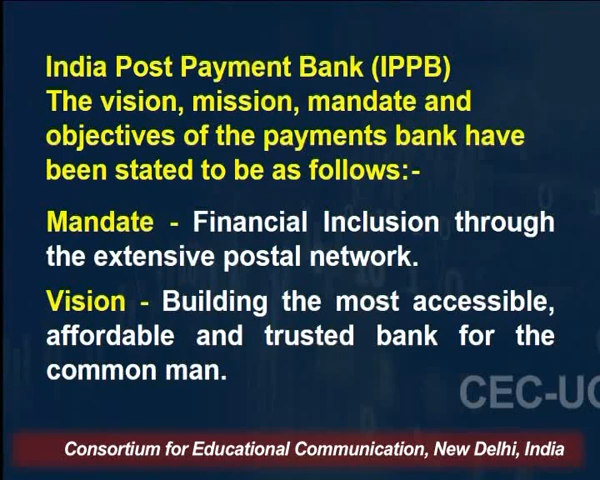 India Post Payment Bank (IPPB)
The vision, mission, mandate and
objectives of the payments bank have
been stated to be as follows:-
Mandate - Financial Inclusion through
the extensive postal network.
Vision - Building the most accessible,
affordable and trusted bank for the
common man.
CEC-UG
Consortium for Educational Communication, New Delhi, India